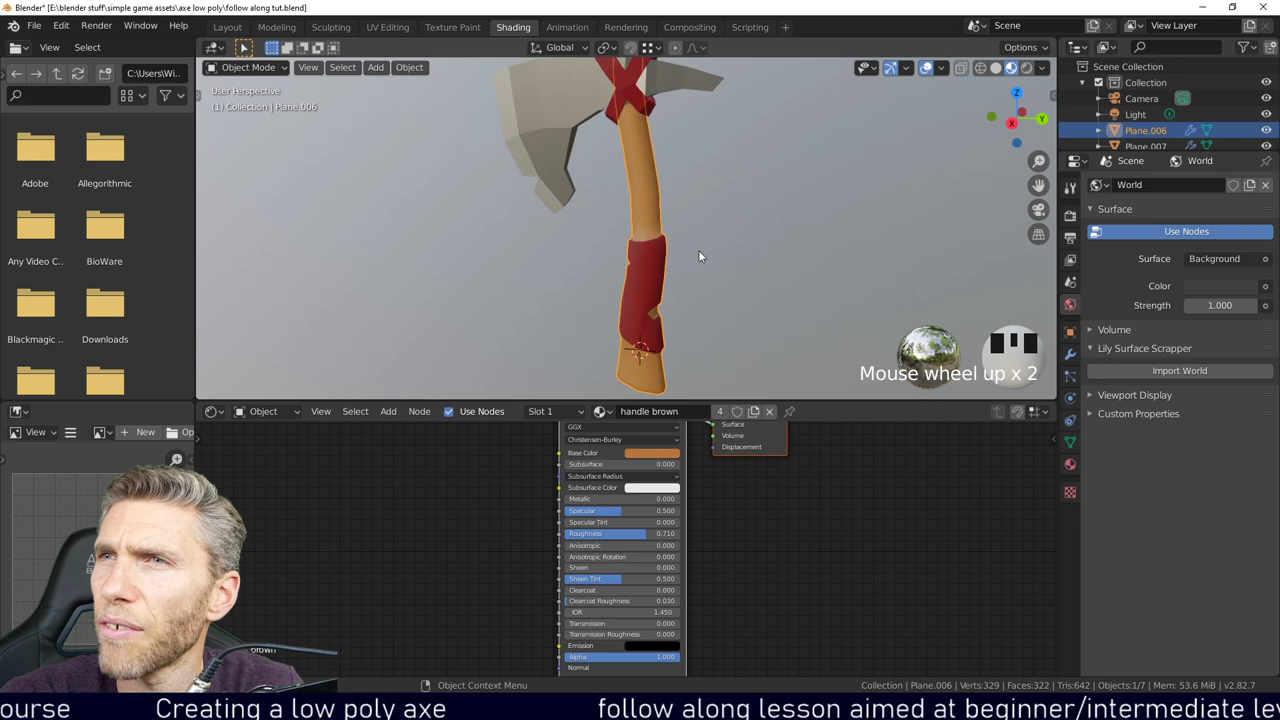 Blender* [E:\blender stuff\simple game assets\axe low poly\follow along tut.blend]
File Edit Render Window Help Layout Modeling Sculpting UV Editing Texture Paint Shading Animation Rendering Compositing Scripting + Scene View Layer
View Select Global Options
C:\Users\Wi... Object Mode View Select Add Object
User Perspective
(1) Collection | Plane.006
Adobe Allegorithmic
Any Video C.. BioWare
Blackmagic .. Downloads
Z
Y
X
Mouse wheel up x 2
Scene Collection
Collection
Camera
Light
Plane.006
Plane.007
Scene World
World
Surface
Use Nodes
Surface Background
Color
Strength 1.000
Volume
Lily Surface Scrapper
Import World
Viewport Display
Custom Properties
Object View Select Add Node Use Nodes Slot 1 handle brown 4
View New Op
GGX
Christensen-Burley
Base Color
Subsurface 0.000
Subsurface Radius
Subsurface Color
Metallic 0.000
Specular 0.500
Specular Tint 0.000
Roughness 0.710
Anisotropic 0.000
Anisotropic Rotation 0.000
Sheen 0.000
Sheen Tint 0.500
Clearcoat 0.000
Clearcoat Roughness 0.030
IOR 1.450
Transmission 0.000
Transmission Roughness 0.000
Emission
Alpha 1.000
Normal
Surface
Volume
Displacement
Object Context Menu
Collection | Plane.006 | Verts:329 | Faces:322 | Tris:642 | Objects:1/7 | Mem: 53.6 MiB | v2.82.7
ourse Creating a low poly axe follow along lesson aimed at beginner/intermediate le